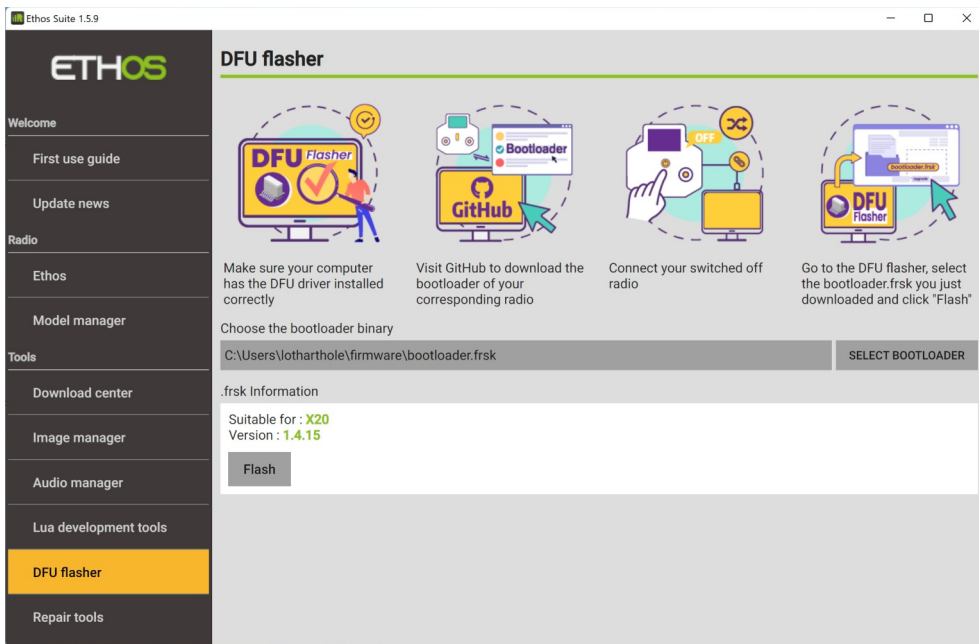 Ethos Suite 1.5.9
ETHOS
Welcome
First use guide
Update news
Radio
Ethos
Model manager
Tools
Download center
Image manager
Audio manager
Lua development tools
DFU flasher
Repair tools
DFU flasher
DFU Flasher
Bootloader
GitHub
OFF
bootloader.frsk
DFU
Flasher
Make sure your computer
has the DFU driver installed
correctly
Visit GitHub to download the
bootloader of your
corresponding radio
Connect your switched off
radio
Go to the DFU flasher, select
the bootloader.frsk you just
downloaded and click "Flash"
Choose the bootloader binary
C:\Users\lotharthole\firmware\bootloader.frsk
SELECT BOOTLOADER
.frsk Information
Suitable for : X20
Version : 1.4.15
Flash